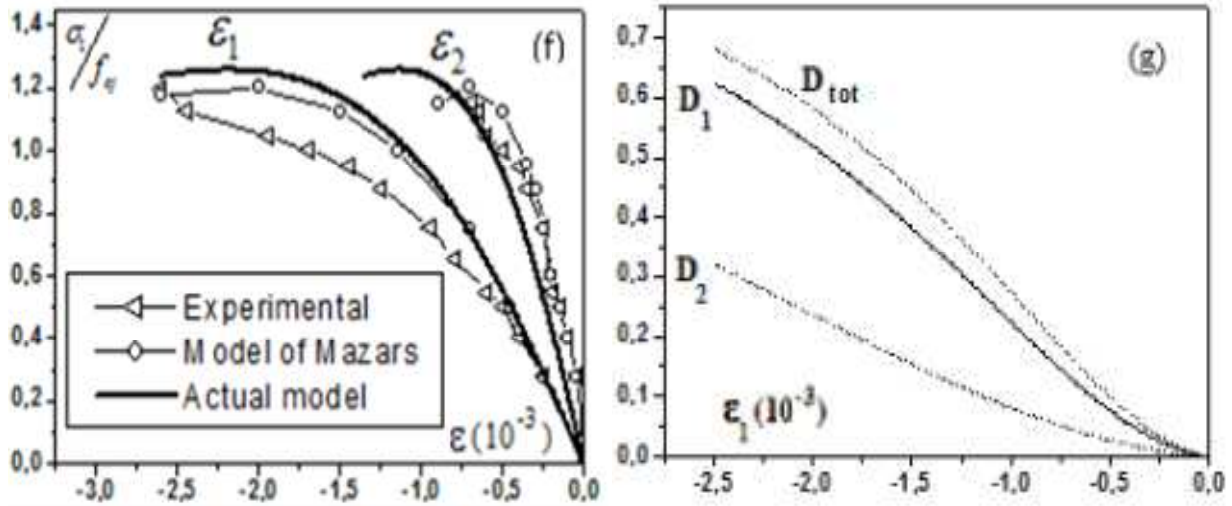 1,4
1,2
1,0
0,8
0,6
0,4
0,2
0,0
ε1
ε2
(f)
Experimental
Model of Mazars
Actual model
ε (10^-3)
-3,0
-2,5
-2,0
-1,5
-1,0
-0,5
0,0
0,7
0,6
0,5
0,4
0,3
0,2
0,1
0,0
(g)
Dtot
D1
D2
ε1 (10^-3)
-2,5
-2,0
-1,5
-1,0
-0,5
0,0